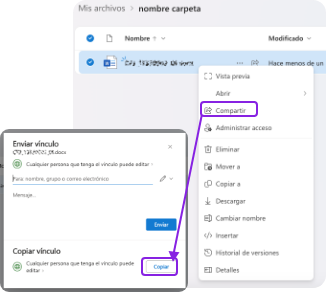 Mis archivos > nombre carpeta
Nombre ↑ Modificado
Hace menos de un
Vista previa
Abrir >
Compartir
Administrar acceso
Eliminar
Mover a
Copiar a
Descargar
Cambiar nombre
Insertar
Historial de versiones
Detalles
Enviar vínculo
Cualquier persona que tenga el vínculo puede editar >
Para: nombre, grupo o correo electrónico
Mensaje...
Enviar
Copiar vínculo
Cualquier persona que tenga el vínculo puede
editar >
Copiar